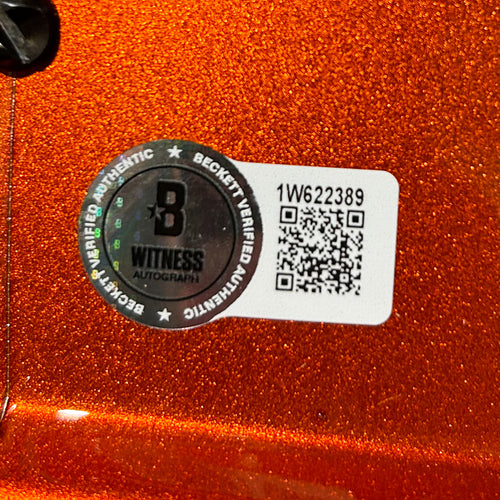 BECKETT VERIFIED AUTHENTIC ★ BECKETT VERIFIED AUTHENTIC ★
B
WITNESS
AUTOGRAPH
1W622389